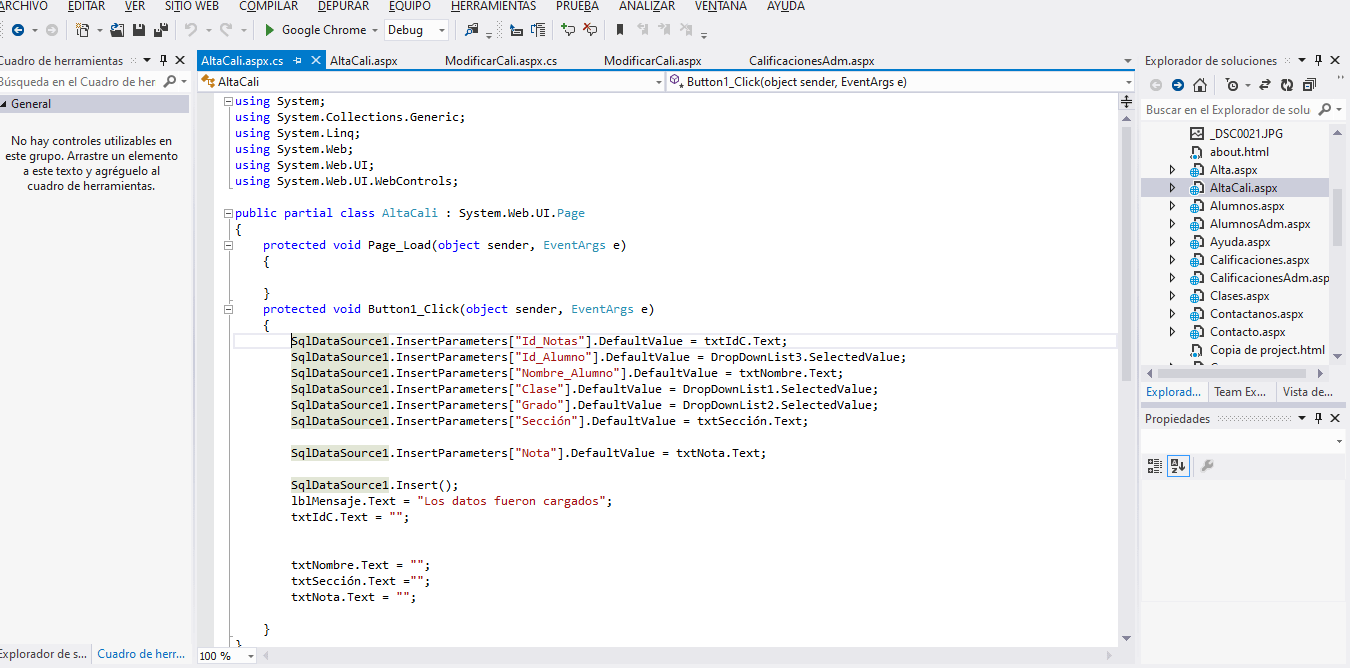 ARCHIVO EDITAR VER SITIO WEB COMPILAR DEPURAR EQUIPO HERRAMIENTAS PRUEBA ANALIZAR VENTANA AYUDA
Google Chrome Debug
Cuadro de herramientas
Búsqueda en el Cuadro de her
General
No hay controles utilizables en
este grupo. Arrastre un elemento
a este texto y agréguelo al
cuadro de herramientas.
Explorador de s... Cuadro de herr...
AltaCali.aspx.cs AltaCali.aspx ModificarCali.aspx.cs ModificarCali.aspx CalificacionesAdm.aspx
AltaCali Button1_Click(object sender, EventArgs e)
using System;
using System.Collections.Generic;
using System.Linq;
using System.Web;
using System.Web.UI;
using System.Web.UI.WebControls;
public partial class AltaCali : System.Web.UI.Page
{
protected void Page_Load(object sender, EventArgs e)
{
}
protected void Button1_Click(object sender, EventArgs e)
{
SqlDataSource1.InsertParameters["Id_Notas"].DefaultValue = txtIdC.Text;
SqlDataSource1.InsertParameters["Id_Alumno"].DefaultValue = DropDownList3.SelectedValue;
SqlDataSource1.InsertParameters["Nombre_Alumno"].DefaultValue = txtNombre.Text;
SqlDataSource1.InsertParameters["Clase"].DefaultValue = DropDownList1.SelectedValue;
SqlDataSource1.InsertParameters["Grado"].DefaultValue = DropDownList2.SelectedValue;
SqlDataSource1.InsertParameters["Sección"].DefaultValue = txtSección.Text;
SqlDataSource1.InsertParameters["Nota"].DefaultValue = txtNota.Text;
SqlDataSource1.Insert();
lblMensaje.Text = "Los datos fueron cargados";
txtIdC.Text = "";
txtNombre.Text = "";
txtSección.Text ="";
txtNota.Text = "";
}
}
100 %
Explorador de soluciones
Buscar en el Explorador de solu
_DSC0021.JPG
about.html
Alta.aspx
AltaCali.aspx
Alumnos.aspx
AlumnosAdm.aspx
Ayuda.aspx
Calificaciones.aspx
CalificacionesAdm.asp
Clases.aspx
Contactanos.aspx
Contacto.aspx
Copia de project.html
Explorad... Team Ex... Vista de...
Propiedades